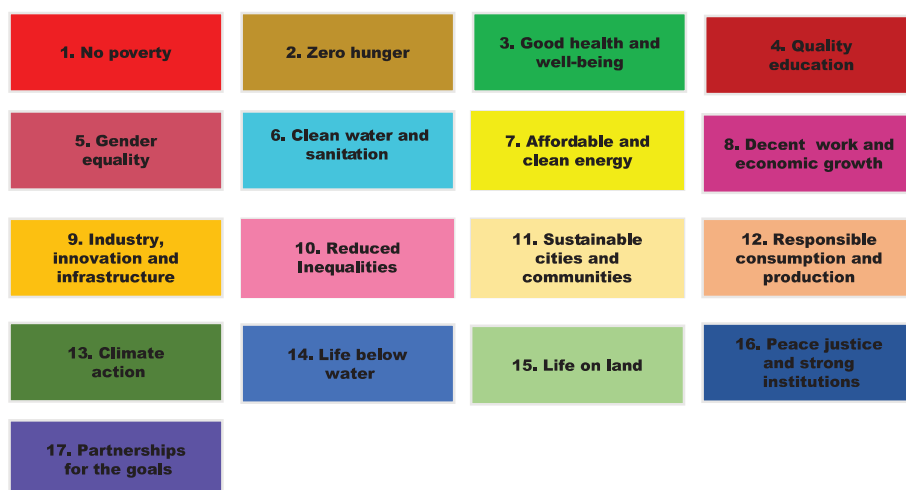 1. No poverty
2. Zero hunger
3. Good health and
well-being
4. Quality
education
5. Gender
equality
6. Clean water and
sanitation
7. Affordable and
clean energy
8. Decent work and
economic growth
9. Industry,
innovation and
infrastructure
10. Reduced
Inequalities
11. Sustainable
cities and
communities
12. Responsible
consumption and
production
13. Climate
action
14. Life below
water
15. Life on land
16. Peace justice
and strong
institutions
17. Partnerships
for the goals